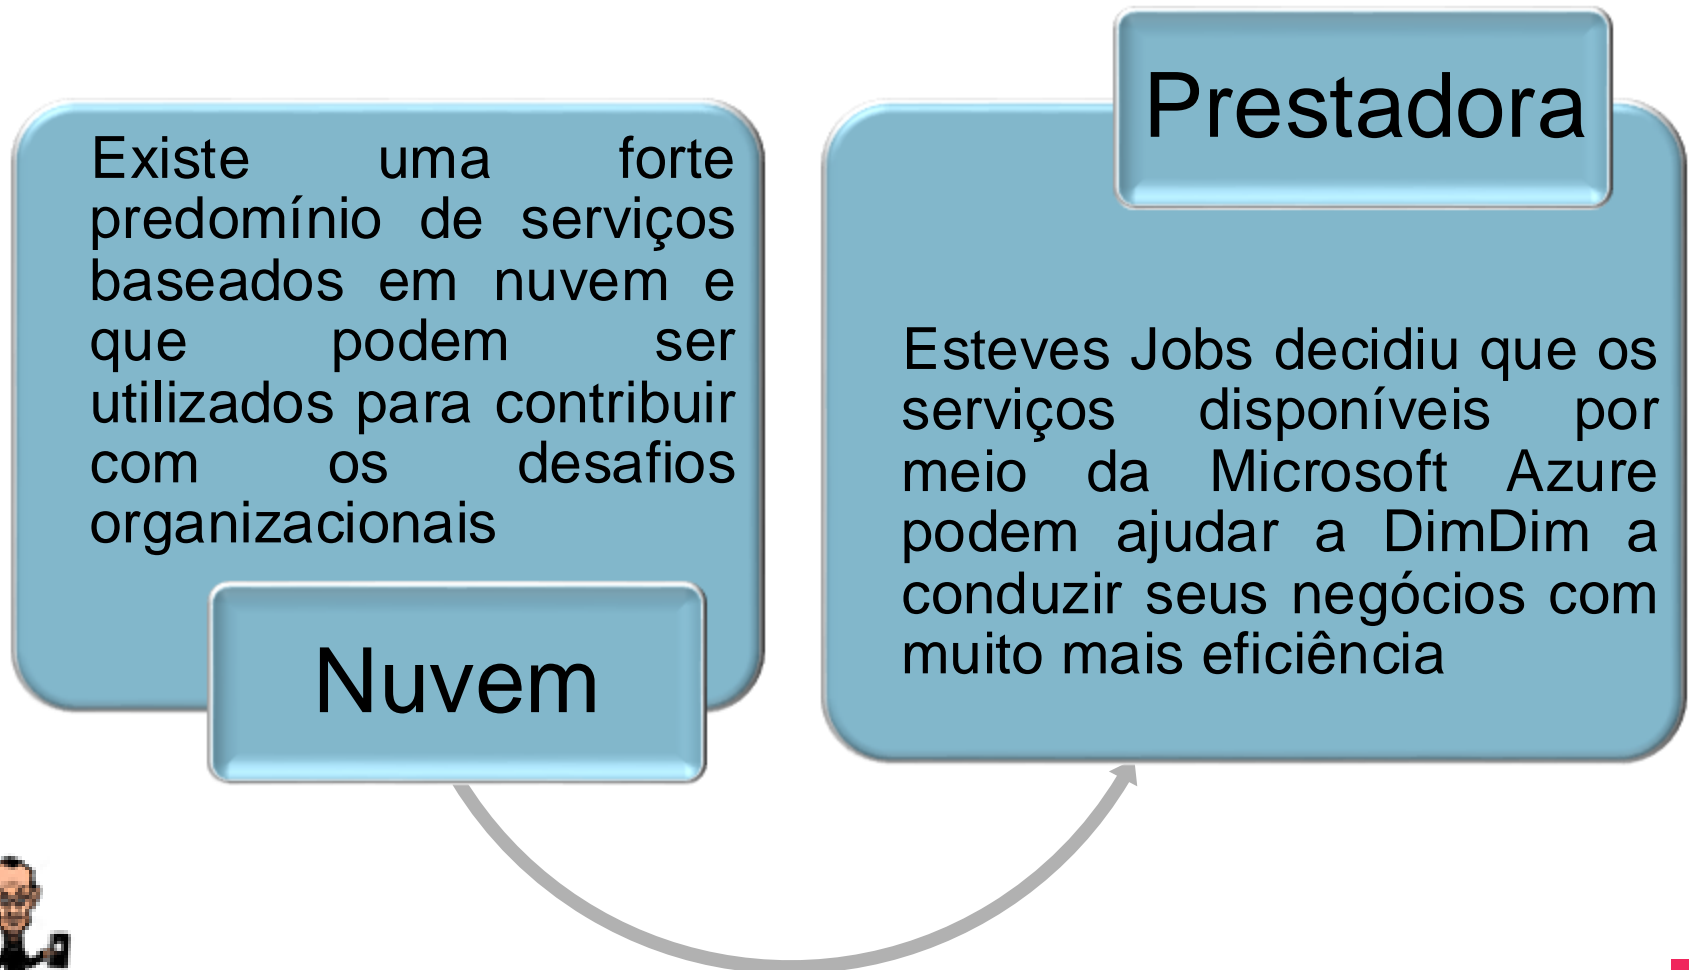 Existe uma forte
predomínio de serviços
baseados em nuvem e
que podem ser
utilizados para contribuir
com os desafios
organizacionais
Nuvem
Prestadora
Esteves Jobs decidiu que os
serviços disponíveis por
meio da Microsoft Azure
podem ajudar a DimDim a
conduzir seus negócios com
muito mais eficiência